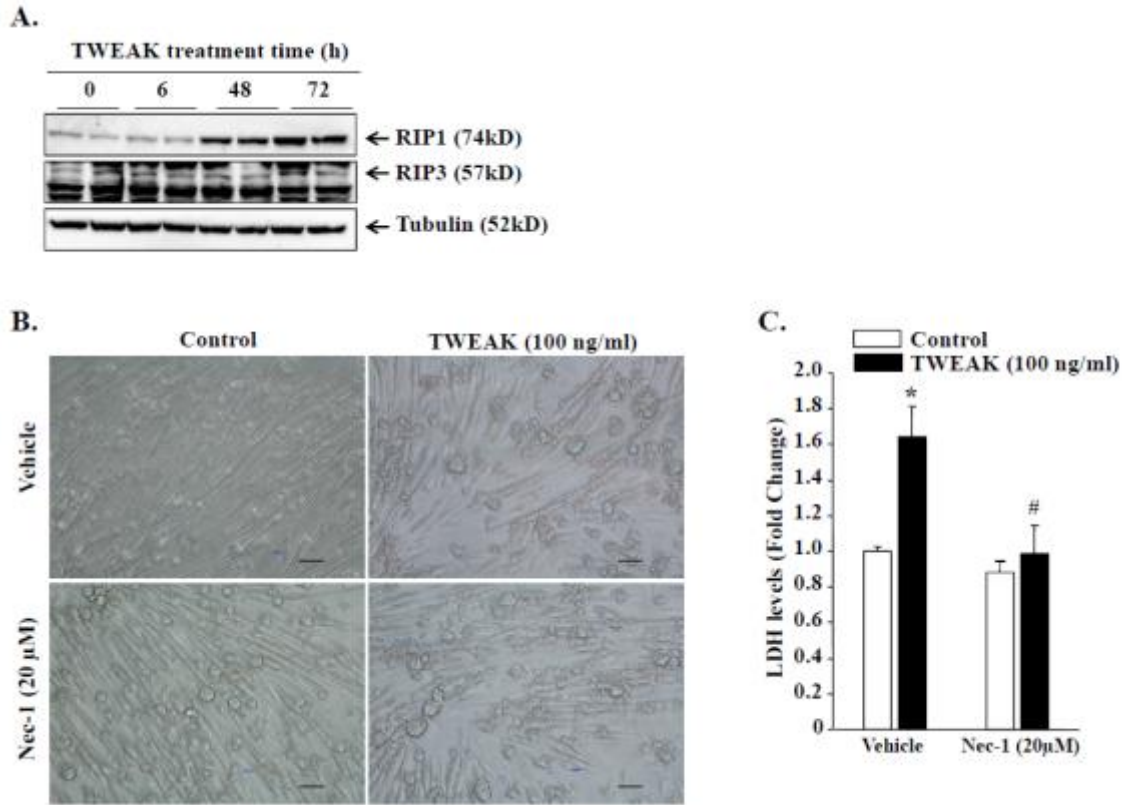 A.
TWEAK treatment time (h)
0 6 48 72
← RIP1 (74kD)
← RIP3 (57kD)
← Tubulin (52kD)
B.
Control TWEAK (100 ng/ml)
Vehicle
Nec-1 (20 µM)
C.
Control
TWEAK (100 ng/ml)
LDH levels (Fold Change)
2.0
1.8
1.6
1.4
1.2
1.0
0.8
0.6
0.4
0.2
0
*
#
Vehicle Nec-1 (20µM)